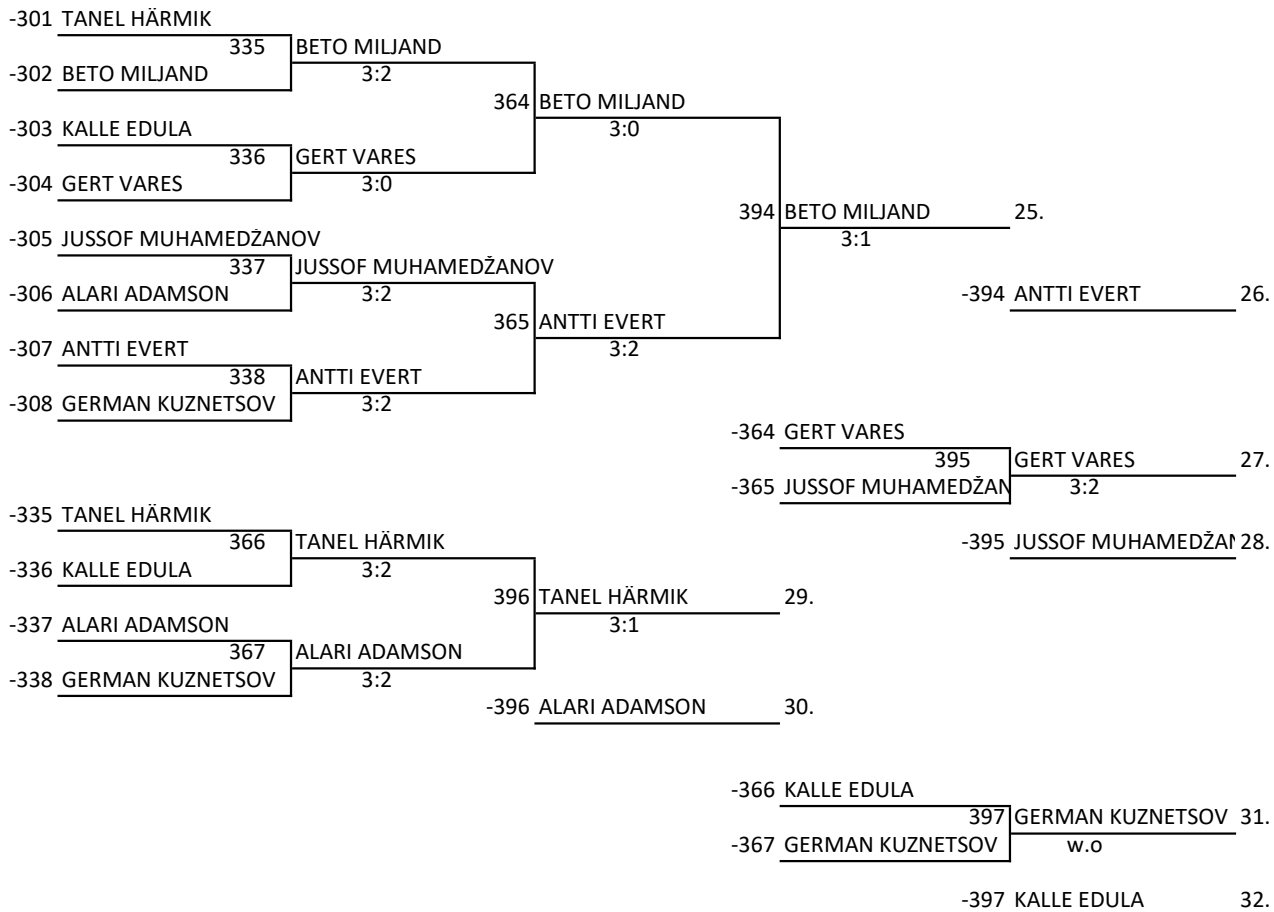 -301 TANEL HÄRMIK
335 BETO MILJAND
-302 BETO MILJAND 3:2
364 BETO MILJAND
-303 KALLE EDULA 3:0
336 GERT VARES
-304 GERT VARES 3:0
394 BETO MILJAND 25.
-305 JUSSOF MUHAMEDŽANOV 3:1
337 JUSSOF MUHAMEDŽANOV
-306 ALARI ADAMSON 3:2 -394 ANTTI EVERT 26.
365 ANTTI EVERT
-307 ANTTI EVERT 3:2
338 ANTTI EVERT
-308 GERMAN KUZNETSOV 3:2
-364 GERT VARES
395 GERT VARES 27.
-365 JUSSOF MUHAMEDŽAN 3:2
-335 TANEL HÄRMIK
366 TANEL HÄRMIK -395 JUSSOF MUHAMEDŽAN 28.
-336 KALLE EDULA 3:2
396 TANEL HÄRMIK 29.
-337 ALARI ADAMSON 3:1
367 ALARI ADAMSON
-338 GERMAN KUZNETSOV 3:2
-396 ALARI ADAMSON 30.
-366 KALLE EDULA
397 GERMAN KUZNETSOV 31.
-367 GERMAN KUZNETSOV w.o
-397 KALLE EDULA 32.